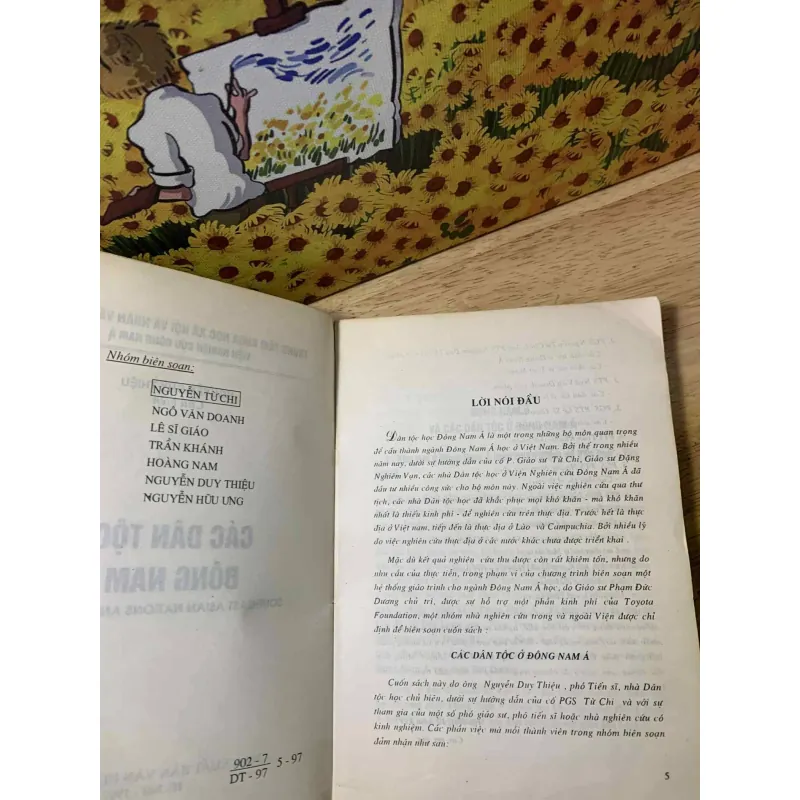 Nhóm biên soạn:
NGUYỄN TỪ CHI
NGÔ VĂN DOANH
LÊ SĨ GIÁO
TRẦN KHÁNH
HOÀNG NAM
NGUYỄN DUY THIỆU
NGUYỄN HỮU UNG
902 - 7
DT - 97
5 - 97
LỜI NÓI ĐẦU
Dân tộc học Đông Nam Á là một trong những bộ môn quan trọng
để cấu thành ngành Đông Nam Á học ở Việt Nam. Bởi thế trong nhiều
năm nay, dưới sự hướng dẫn của cố P. Giáo sư Từ Chi, Giáo sư Đặng
Nghiêm Vạn, các nhà Dân tộc học ở Viện Nghiên cứu Đông Nam Á đã
đầu tư nhiều công sức cho bộ môn này. Ngoài việc nghiên cứu qua thư
tịch, các nhà Dân tộc học đã khắc phục mọi khó khăn - mà khó khăn
nhất là thiếu kinh phí - để nghiên cứu trên thực địa. Trước hết là thực
địa ở Việt nam, tiếp đến là thực địa ở Lào và Campuchia. Bởi nhiều lý
do việc nghiên cứu thực địa ở các nước khác chưa được triển khai.
Mặc dù kết quả nghiên cứu thu được còn rất khiêm tốn, nhưng do
nhu cầu của thực tiễn, trong phạm vi của chương trình biên soạn một
hệ thống giáo trình cho ngành Đông Nam Á học, do Giáo sư Phạm Đức
Dương chủ trì, được sự hỗ trợ một phần kinh phí của Toyota
Foundation, một nhóm nhà nghiên cứu trong và ngoài Viện được chỉ
định để biên soạn cuốn sách :
CÁC DÂN TỘC Ở ĐÔNG NAM Á
Cuốn sách này do ông Nguyễn Duy Thiệu , phó Tiến sĩ, nhà Dân
tộc học chủ biên, dưới sự hướng dẫn của cố PGS Từ Chi và với sự
tham gia của một số phó giáo sư, phó tiến sĩ hoặc nhà nghiên cứu có
kinh nghiệm. Các phần việc mà mỗi thành viên trong nhóm biên soạn
đảm nhận như sau:
5